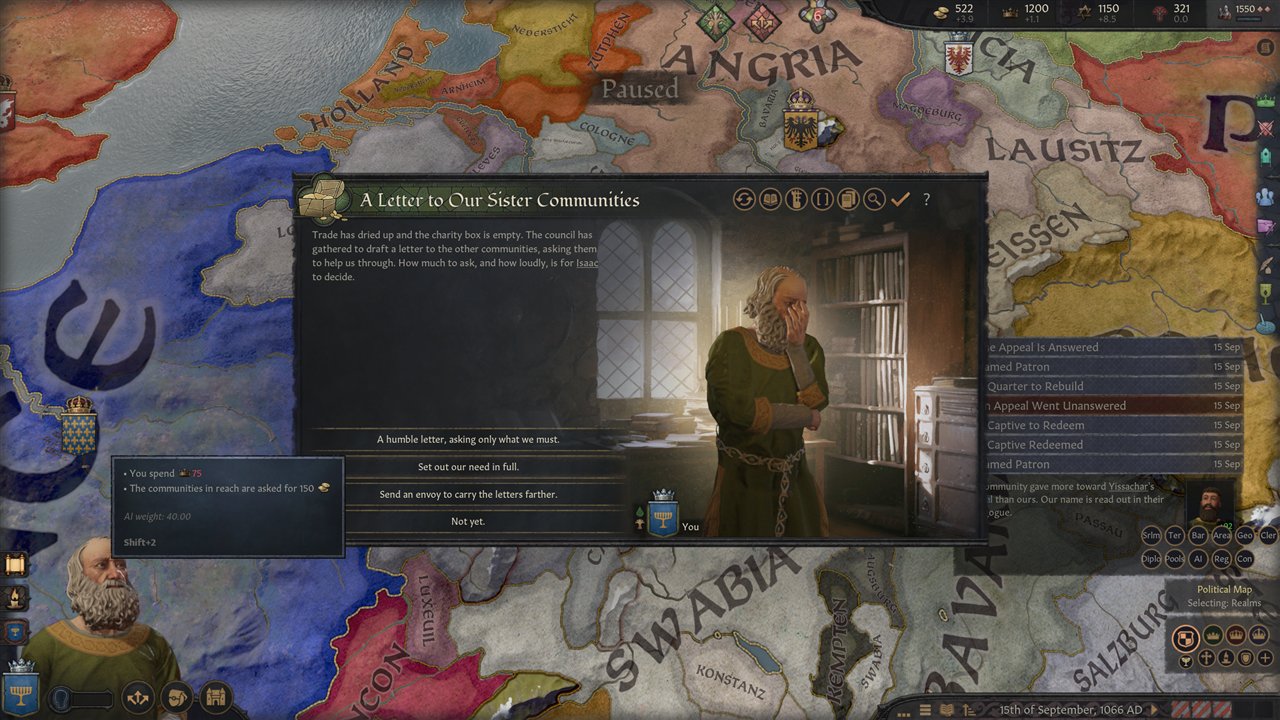 522
+3.9
1200
+1.1
1150
+8.5
321
0.0
1550
6
NEDERSTICHT
ZUTPHEN
ANGRIA
HOLLAND
ARNHEIM
Paused
BAVARIA
MAGDEBURG
COLOGNE
LAUSITZ
A Letter to Our Sister Communities
?
Trade has dried up and the charity box is empty. The council has
gathered to draft a letter to the other communities, asking them
to help us through. How much to ask, and how loudly, is for Isaac
to decide.
EISSEN
e Appeal Is Answered 15 Sep
amed Patron 15 Sep
Quarter to Rebuild 15 Sep
n Appeal Went Unanswered 15 Sep
Captive to Redeem 15 Sep
Captive Redeemed 15 Sep
amed Patron 15 Sep
A humble letter, asking only what we must.
Set out our need in full.
Send an envoy to carry the letters farther.
Not yet.
You
• You spend 75
• The communities in reach are asked for 150
AI weight: 40.00
Shift+2
ommunity gave more toward Yissachar's
l than ours. Our name is read out in their
ogue.
PASSAU
Srlm Ter Bar Area Geo Cler
Diplo Pools AI Reg Con
Political Map
Selecting: Realms
LUXEUIL
SWABIA
KONSTANZ
KEMPTEN
SWABIA
BAVAR
SALZBURG
15th of September, 1066 AD